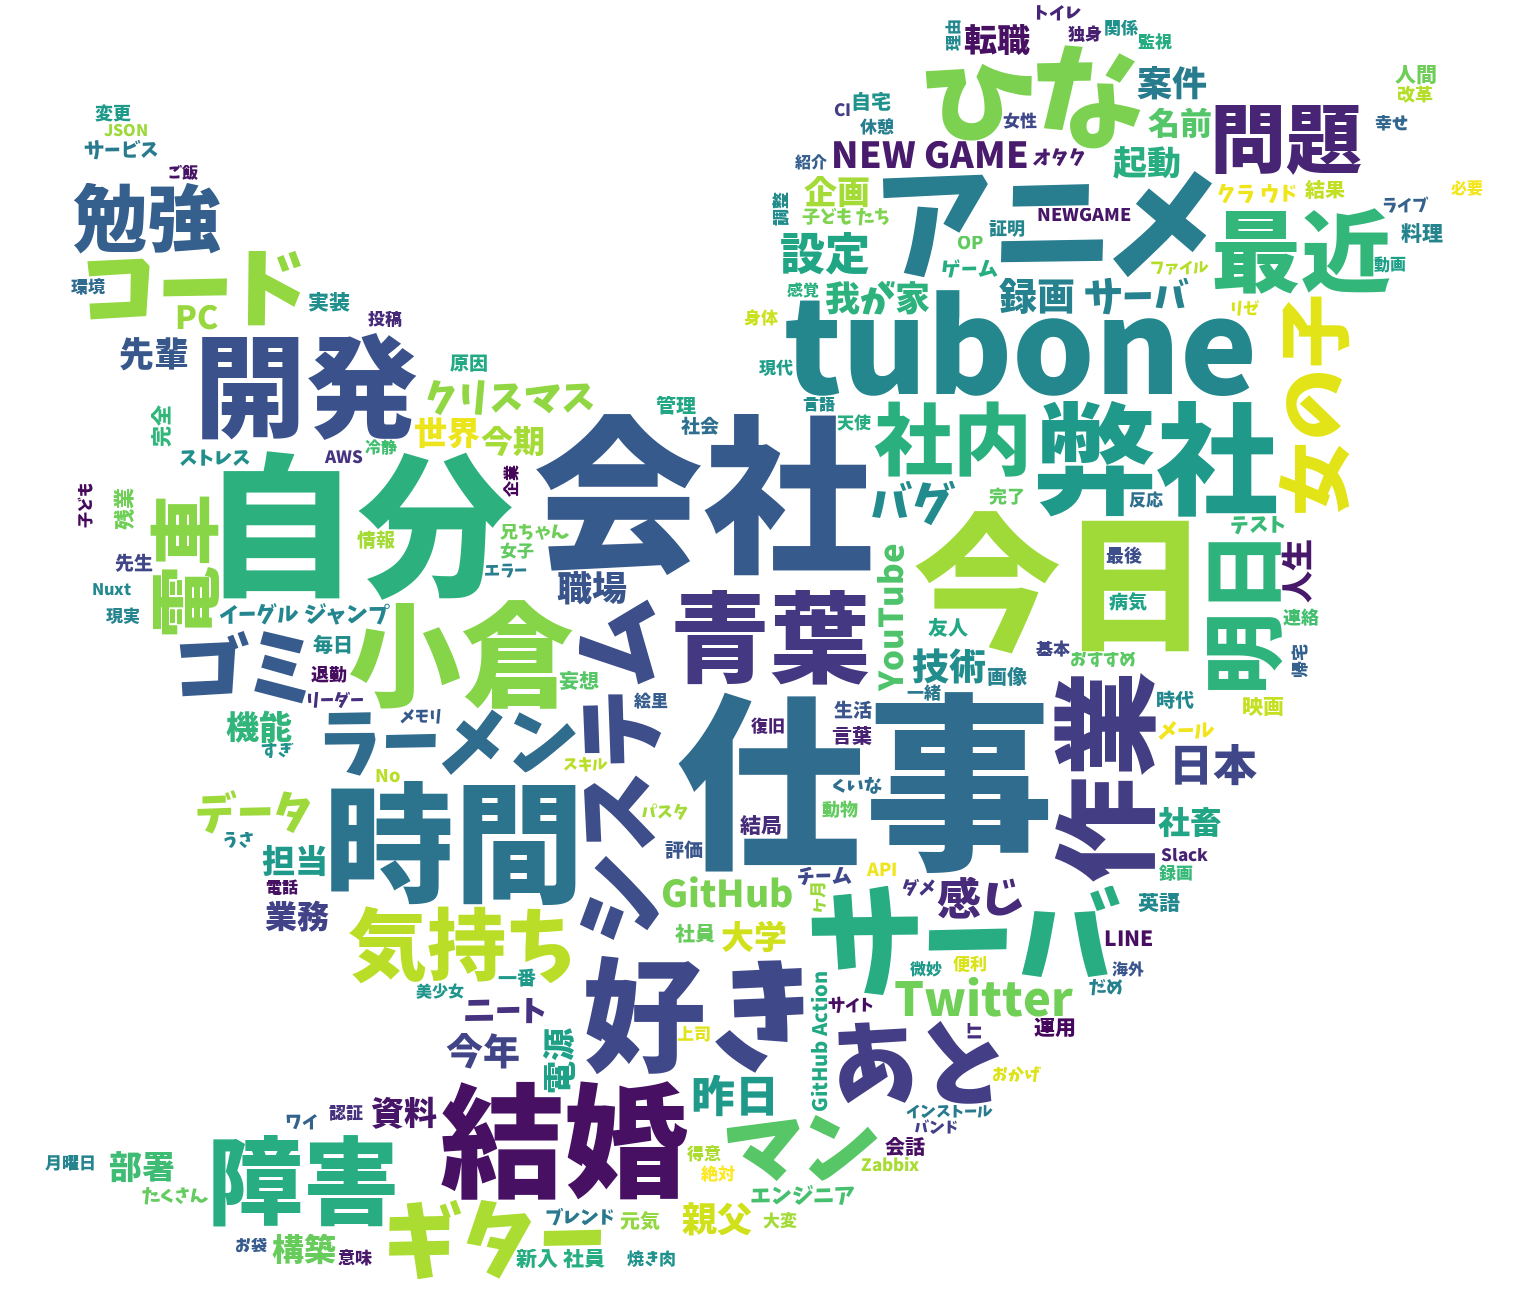 トイレ
理由
転職
独身
関係
監視
ひな
案件
人間
改革
CI
自宅
休憩
女性
名前
問題
幸せ
変更
JSON
サービス
紹介
NEW GAME
オタク
起動
ご飯
勉強
企画
アニメ
クラウド
結果
必要
調整
子どもたち
証明
NEWGAME
最近
ライブ
料理
設定
OP
ゲーム
ファイル
動画
コード
環境
実装
感覚
我が家
録画 サーバ
リゼ
PC
投稿
身体
tubone
女の子
先輩
開発
原因
現代
クリスマス
管理
言語
完全
世界
今期
社会
天使
社内
弊社
冷静
ストレス
AWS
自分
企業
会社
バグ
完了
反応
子ども
残業
電車
情報
兄ちゃん
女子
エラー
今日
テスト
最後
明日
人生
先生
Nuxt
現実
職場
YouTube
病気
連絡
イーグル ジャンプ
小倉
青葉
友人
ゴミ
毎日
退勤
リーダー
妄想
システム
技術
画像
基本
おすすめ
帰宅
機能
すぎ
ラーメン
メモリ
絵里
一緒
生活
言葉
復旧
仕事
作業
時代
メール
映画
日本
No
スキル
データ
うさ
時間
パスタ
結局
くいな
動物
評価
社畜
担当
Slack
録画
電話
業務
チーム
API
GitHub
ヶ月
ダメ
感じ
英語
気持ち
社員
大学
サーバ
LINE
微妙
便利
海外
美少女
一番
好き
Twitter
だめ
ニート
サイト
上司
GitHub Action
あと
IT
運用
今年
電源
おかげ
昨日
結婚
インストール
バンド
ワイ
認証
資料
マン
会話
Zabbix
月曜日
部署
障害
得意
絶対
たくさん
エンジニア
ギター
ブレンド
元気
親父
大変
お袋
構築
意味
新入 社員
焼き肉